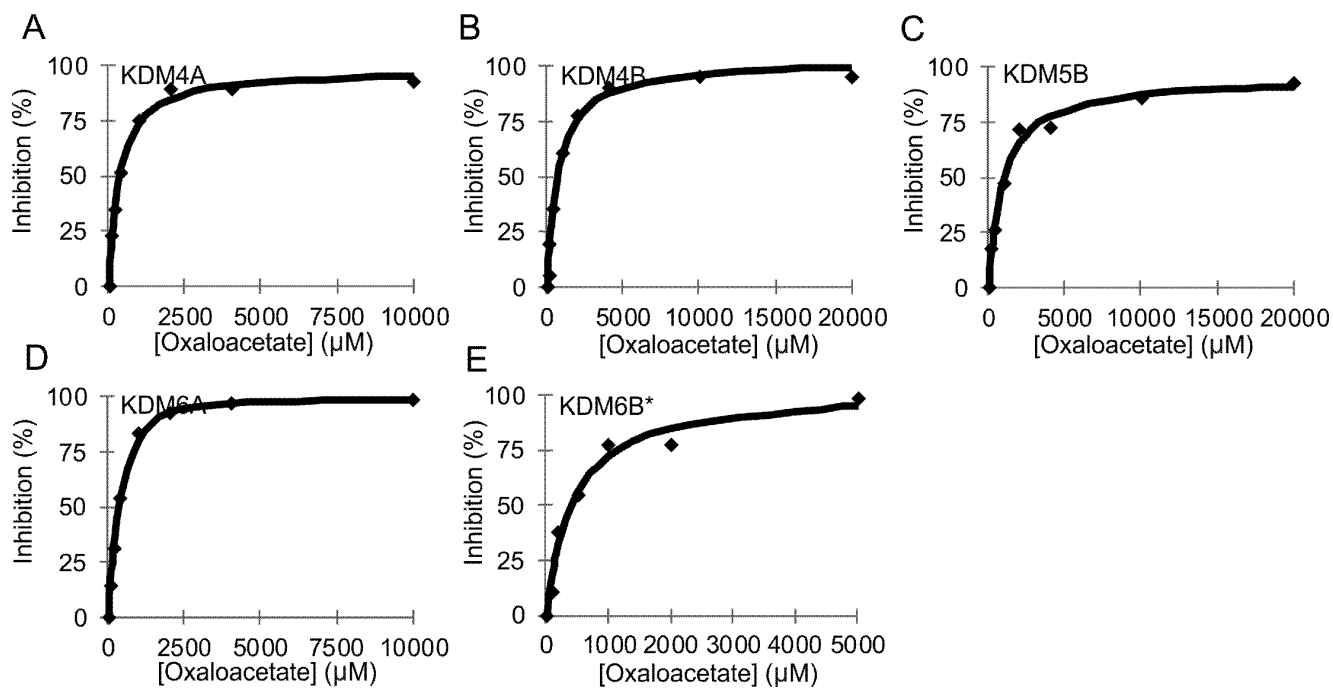 A
KDM4A
Inhibition (%)
100
75
50
25
0
0 2500 5000 7500 10000
[Oxaloacetate] (µM)
B
KDM4B
Inhibition (%)
100
75
50
25
0
0 5000 10000 15000 20000
[Oxaloacetate] (µM)
C
KDM5B
Inhibition (%)
100
75
50
25
0
0 5000 10000 15000 20000
[Oxaloacetate] (µM)
D
KDM6A
Inhibition (%)
100
75
50
25
0
0 2500 5000 7500 10000
[Oxaloacetate] (µM)
E
KDM6B*
Inhibition (%)
100
75
50
25
0
0 1000 2000 3000 4000 5000
[Oxaloacetate] (µM)